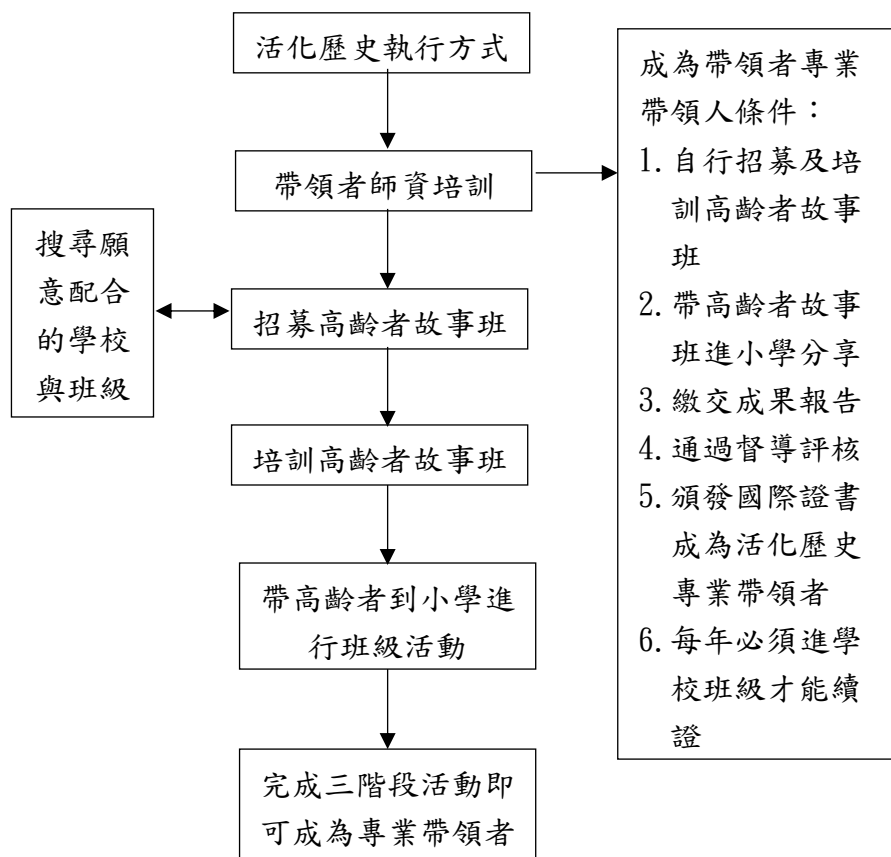 活化歷史執行方式
帶領者師資培訓
搜尋願
意配合
的學校
與班級
招募高齡者故事班
培訓高齡者故事班
帶高齡者到小學進
行班級活動
完成三階段活動即
可成為專業帶領者
成為帶領者專業
帶領人條件：
1.自行招募及培
訓高齡者故事
班
2.帶高齡者故事
班進小學分享
3.繳交成果報告
4.通過督導評核
5.頒發國際證書
成為活化歷史
專業帶領者
6.每年必須進學
校班級才能續
證